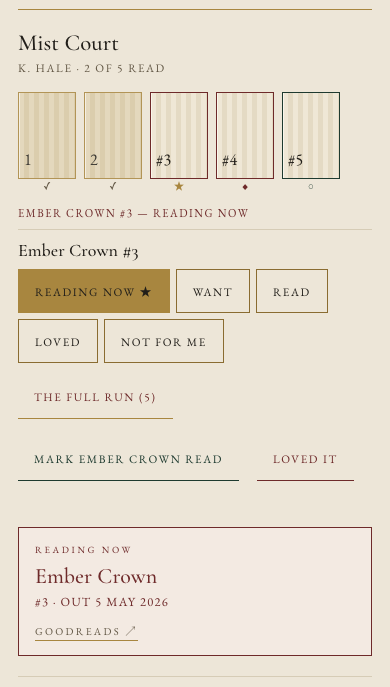 Mist Court
K. HALE · 2 OF 5 READ
1 2 #3 #4 #5
✓ ✓ ★ ♦ ○
EMBER CROWN #3 — READING NOW
Ember Crown #3
READING NOW ★ WANT READ
LOVED NOT FOR ME
THE FULL RUN (5)
MARK EMBER CROWN READ LOVED IT
READING NOW
Ember Crown
#3 · OUT 5 MAY 2026
GOODREADS ↗